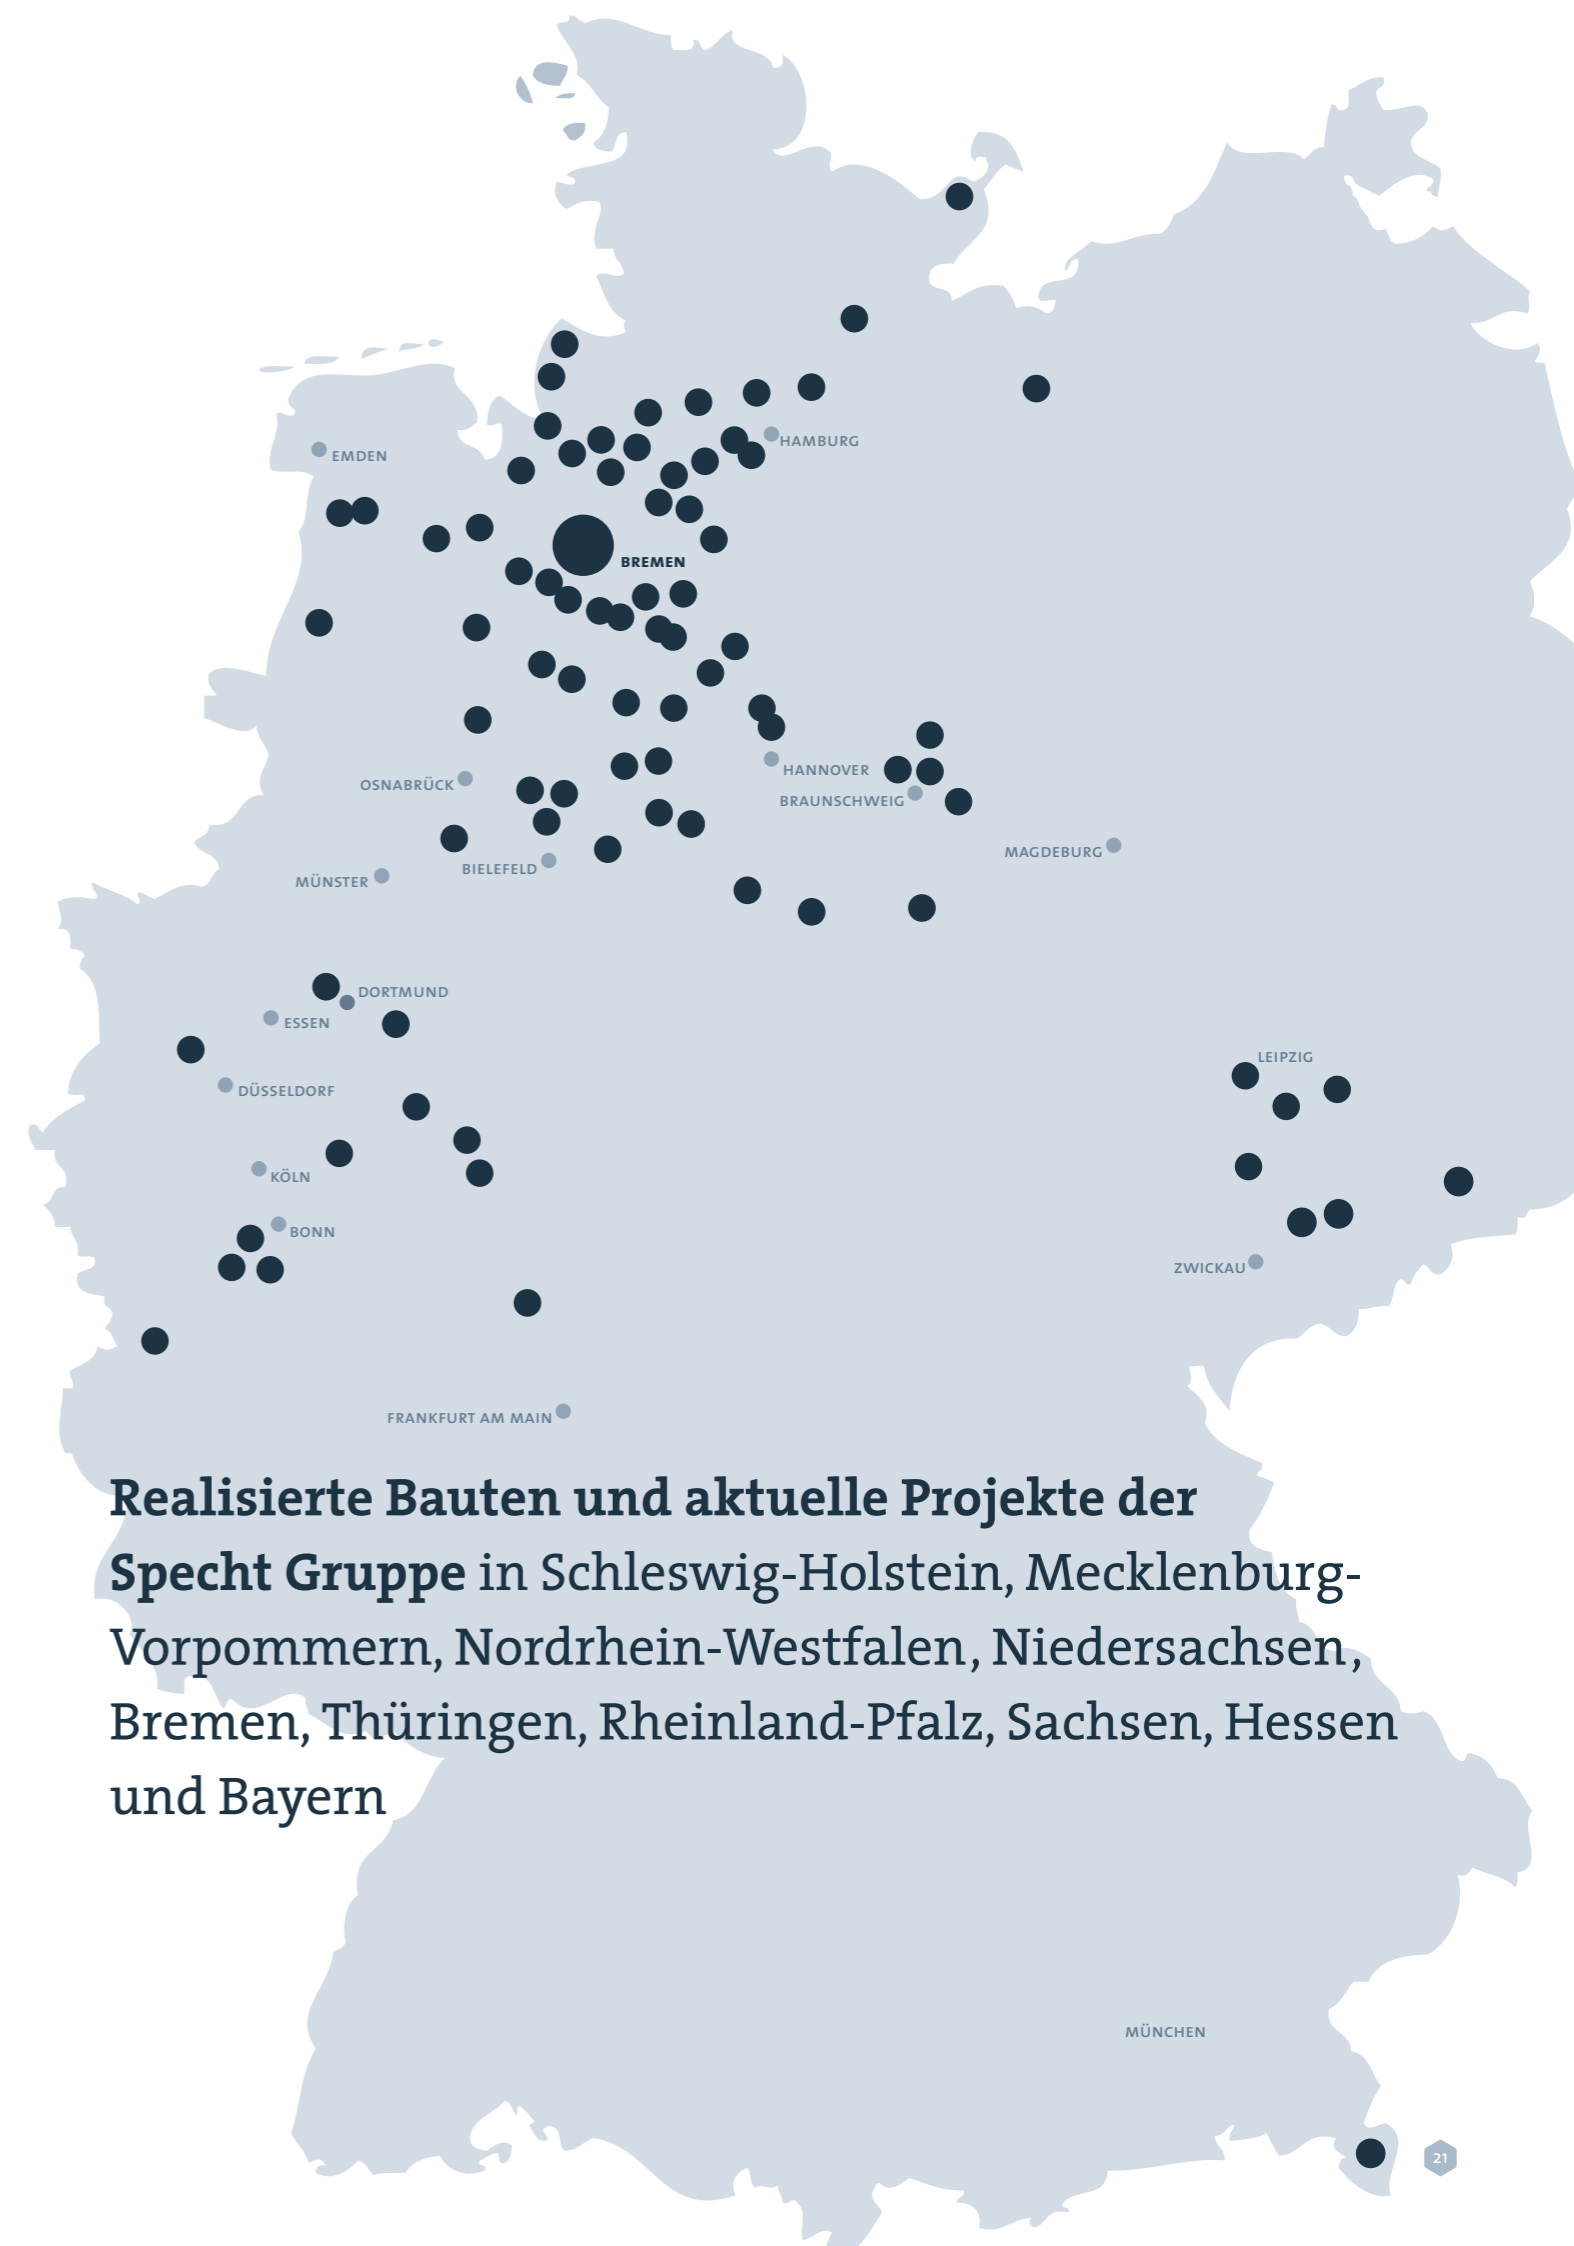 HAMBURG
EMDEN
BREMEN
HANNOVER
OSNABRÜCK
BRAUNSCHWEIG
MAGDEBURG
BIELEFELD
MÜNSTER
DORTMUND
ESSEN
LEIPZIG
DÜSSELDORF
KÖLN
BONN
ZWICKAU
FRANKFURT AM MAIN
Realisierte Bauten und aktuelle Projekte der
Specht Gruppe in Schleswig-Holstein, Mecklenburg-
Vorpommern, Nordrhein-Westfalen, Niedersachsen,
Bremen, Thüringen, Rheinland-Pfalz, Sachsen, Hessen
und Bayern
MÜNCHEN
21